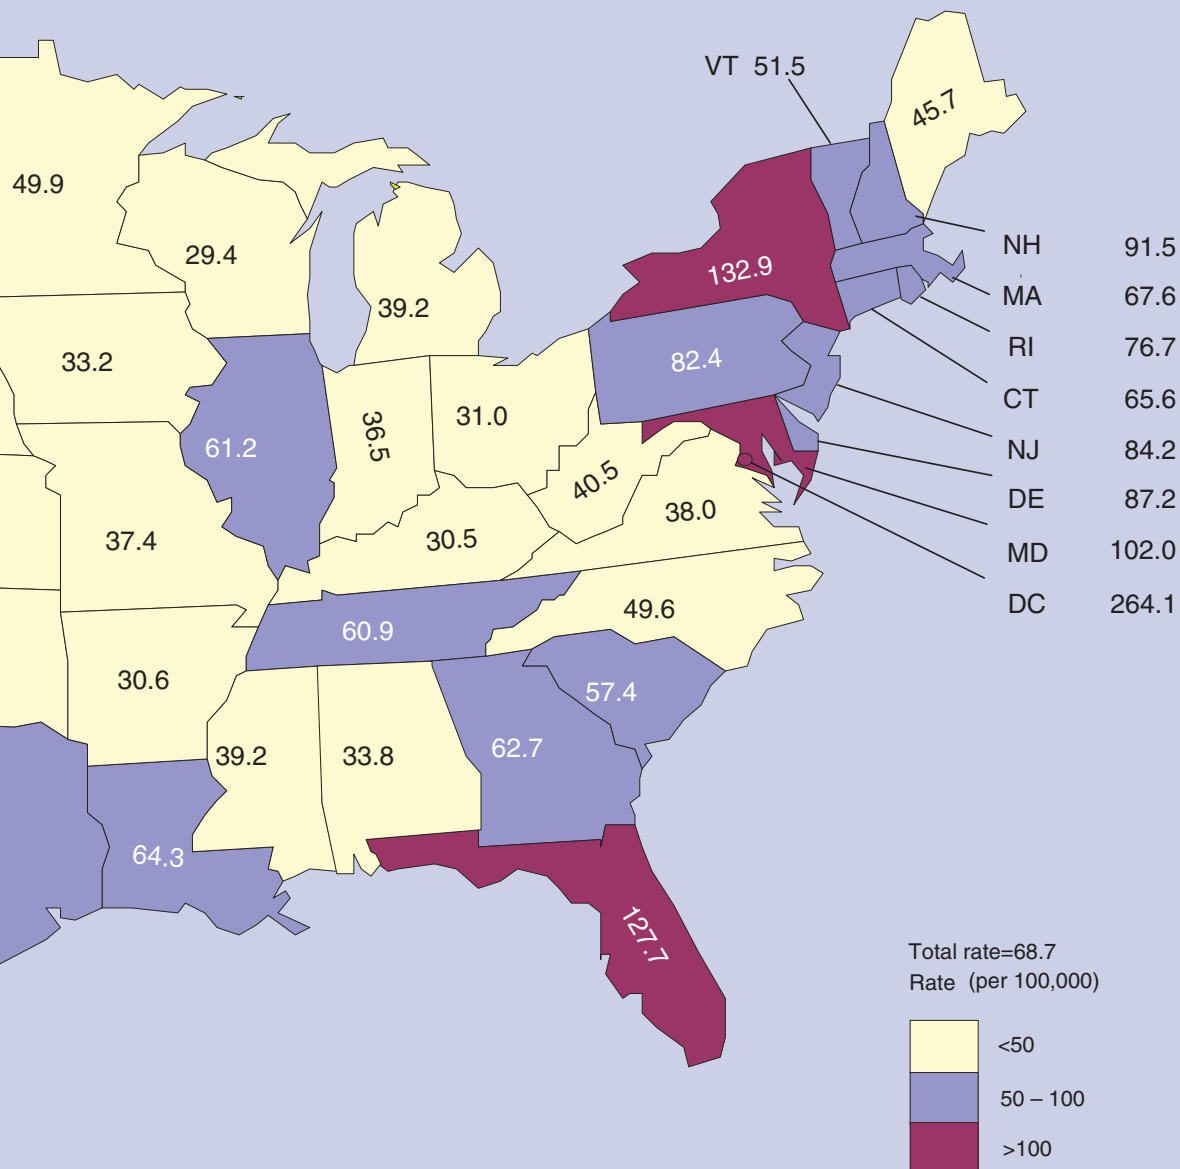 VT 51.5
45.7
49.9
29.4
NH 91.5
132.9
MA 67.6
39.2
RI 76.7
33.2
82.4
CT 65.6
31.0
36.5
61.2
NJ 84.2
40.5
DE 87.2
38.0
37.4
30.5
MD 102.0
49.6
DC 264.1
60.9
30.6
57.4
39.2
33.8
62.7
64.3
127.7
Total rate=68.7
Rate (per 100,000)
<50
50 – 100
>100